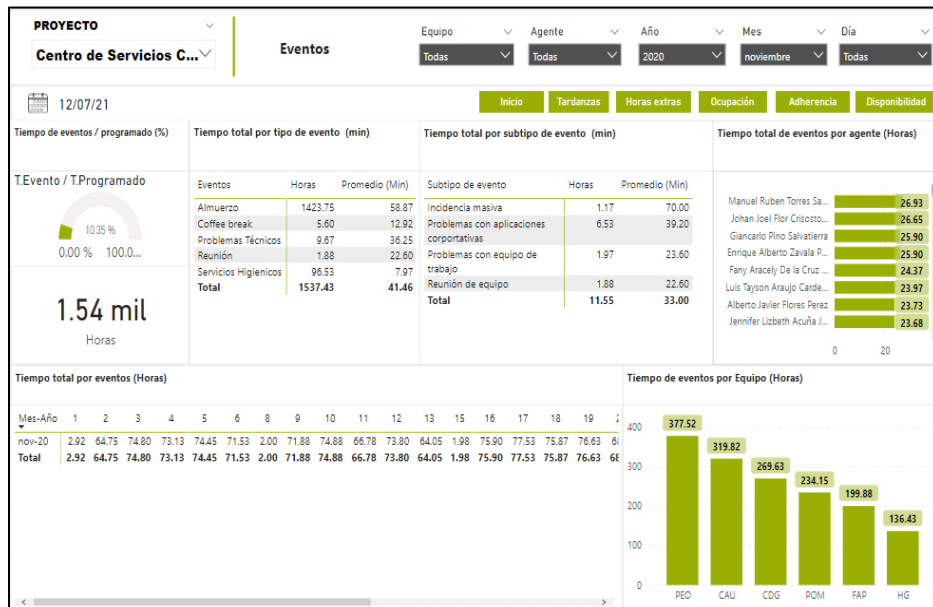 PROYECTO
Centro de Servicios C...
Eventos
Equipo Agente Año Mes Día
Todas Todas 2020 noviembre Todas
12/07/21
Inicio Tardanzas Horas extras Ocupación Adherencia Disponibilidad
Tiempo de eventos / programado (%)
T.Evento / T.Programado
10.35 %
0.00 % 100.0...
1.54 mil
Horas
Tiempo total por tipo de evento (min)
Eventos Horas Promedio (Min)
Almuerzo 1423.75 58.87
Coffee break 5.60 12.92
Problemas Técnicos 9.67 36.25
Reunión 1.88 22.60
Servicios Higienicos 96.53 7.97
Total 1537.43 41.46
Tiempo total por subtipo de evento (min)
Subtipo de evento Horas Promedio (Min)
Incidencia masiva 1.17 70.00
Problemas con aplicaciones 6.53 39.20
corportativas
Problemas con equipo de 1.97 23.60
trabajo
Reunión de equipo 1.88 22.60
Total 11.55 33.00
Tiempo total de eventos por agente (Horas)
Manuel Ruben Torres Sa... 26.93
Johan Joel Flor Crisosto... 26.65
Giancarlo Pino Salvatierra 25.90
Enrique Alberto Zavala P... 25.90
Fany Aracely De la Cruz ... 24.37
Luis Tayson Araujo Carde... 23.97
Alberto Javier Flores Perez 23.73
Jennifer Lizbeth Acuña J... 23.68
0 20
Tiempo total por eventos (Horas)
Mes-Año 1 2 3 4 5 6 8 9 10 11 12 13 15 16 17 18 19
nov-20 2.92 64.75 74.80 73.13 74.45 71.53 2.00 71.88 74.88 66.78 73.80 64.05 1.98 75.90 77.53 75.87 76.63
Total 2.92 64.75 74.80 73.13 74.45 71.53 2.00 71.88 74.88 66.78 73.80 64.05 1.98 75.90 77.53 75.87 76.63
Tiempo de eventos por Equipo (Horas)
400
300
200
100
0
377.52
319.82
269.63
234.15
199.88
136.43
PEO CAU CDG POM FAP HG